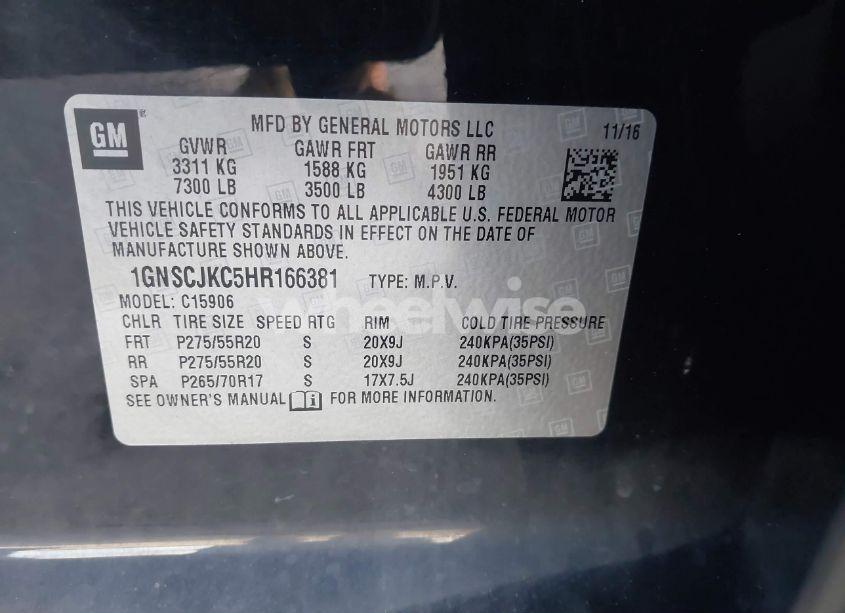 GM
MFD BY GENERAL MOTORS LLC 11/16
GVWR GAWR FRT GAWR RR
3311 KG 1588 KG 1951 KG
7300 LB 3500 LB 4300 LB
THIS VEHICLE CONFORMS TO ALL APPLICABLE U.S. FEDERAL MOTOR
VEHICLE SAFETY STANDARDS IN EFFECT ON THE DATE OF
MANUFACTURE SHOWN ABOVE.
1GNSCJKC5HR166381 TYPE: M.P.V.
MODEL: C15906
wheelwise
CHLR TIRE SIZE SPEED RTG RIM COLD TIRE PRESSURE
FRT P275/55R20 S 20X9J 240KPA(35PSI)
RR P275/55R20 S 20X9J 240KPA(35PSI)
SPA P265/70R17 S 17X7.5J 240KPA(35PSI)
SEE OWNER'S MANUAL i FOR MORE INFORMATION.